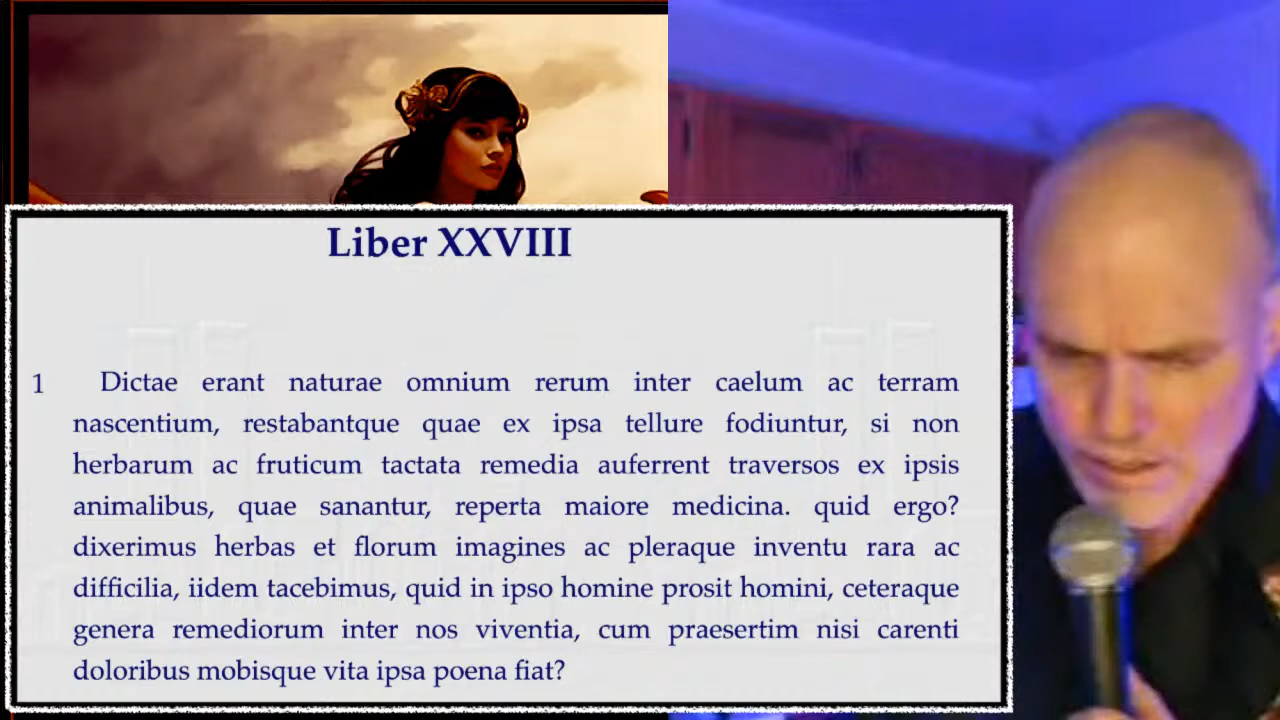 Liber XXVIII
1 Dictae erant naturae omnium rerum inter caelum ac terram
nascentium, restabantque quae ex ipsa tellure fodiuntur, si non
herbarum ac fruticum tactata remedia auferrent traversos ex ipsis
animalibus, quae sanantur, reperta maiore medicina. quid ergo?
dixerimus herbas et florum imagines ac pleraque inventu rara ac
difficilia, iidem tacebimus, quid in ipso homine prosit homini, ceteraque
genera remediorum inter nos viventia, cum praesertim nisi carenti
doloribus mobisque vita ipsa poena fiat?